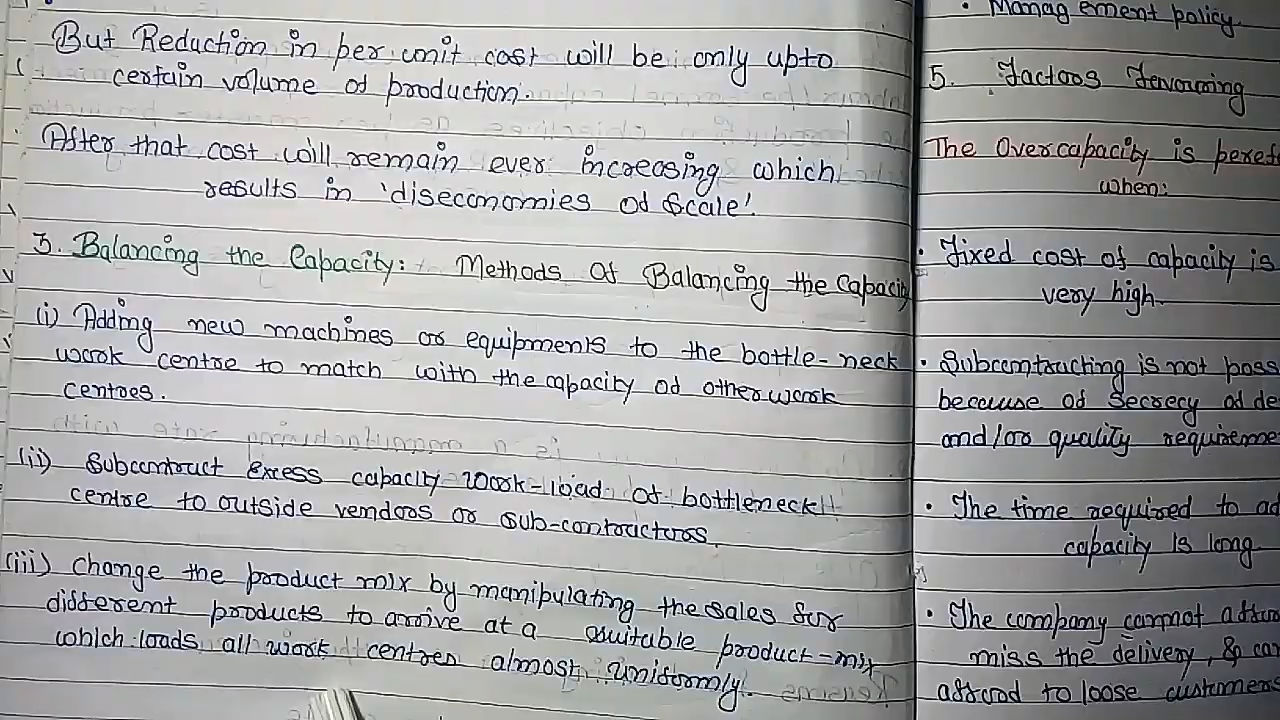 But Reduction in per unit cost will be only upto
certain volume of production.
After that cost will remain ever increasing which
results in 'diseconomies of scale'.
3. Balancing the Capacity: Methods Of Balancing the Capacity
(i) Adding new machines or equipments to the bottle-neck
work centre to match with the capacity of other work
centres.
(ii) Subcontract excess capacity work-load of bottleneck
centre to outside vendors or sub-contractors.
(iii) change the product mix by manipulating the sales for
different products to arrive at a suitable product-mix
which loads all work centres almost uniformly.
• Management policy.
5. Factors Favouring
The Overcapacity is
when:
• Fixed cost of capacity is
very high.
• Subcontracting is not
because of secrecy of
and/or quality
• The time required to
capacity is long
• The company cannot
miss the delivery, &
afford to loose customers